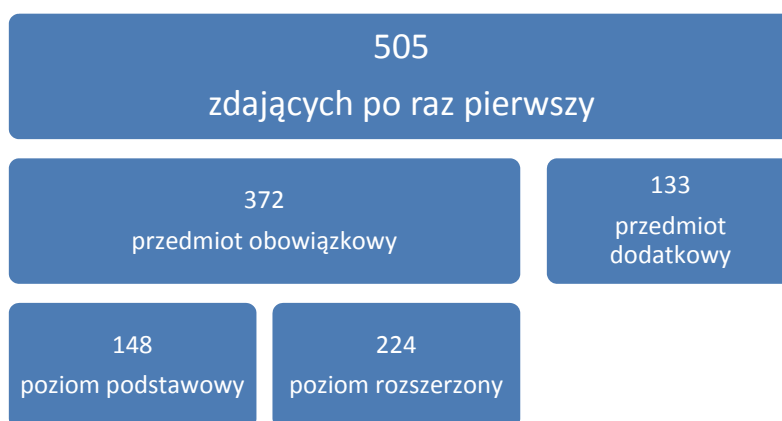 505
zdających po raz pierwszy
372
przedmiot obowiązkowy
133
przedmiot
dodatkowy
148
poziom podstawowy
224
poziom rozszerzony